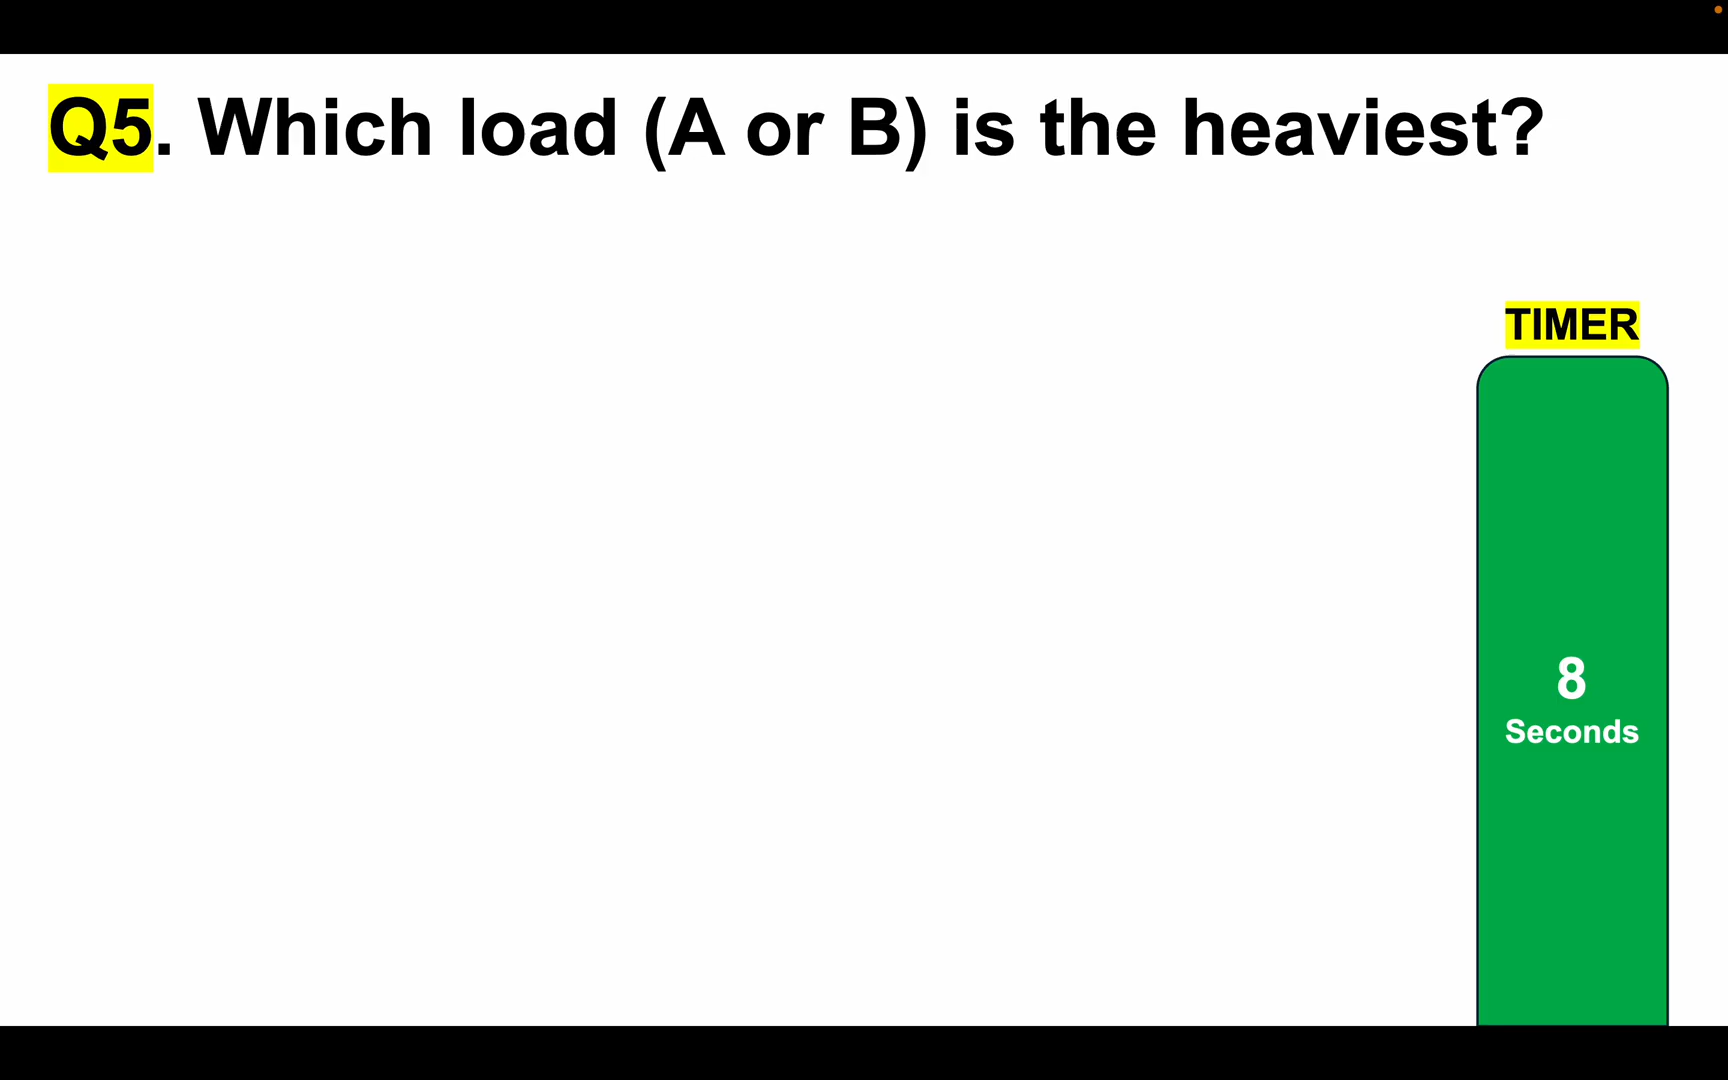 Q5. Which load (A or B) is the heaviest?
TIMER
8
Seconds